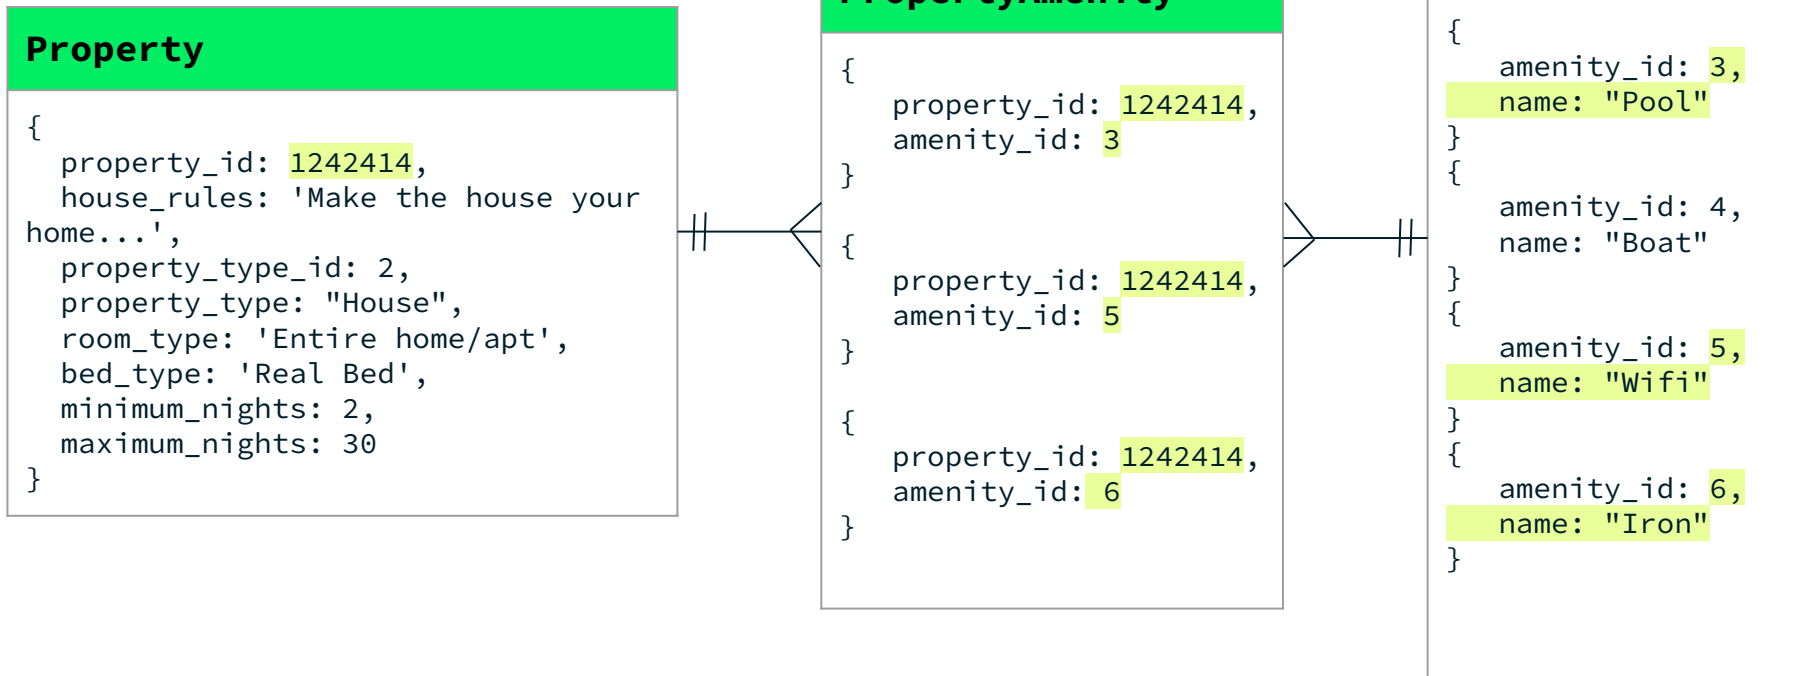 Property
{
  property_id: 1242414,
  house_rules: 'Make the house your
home...',
  property_type_id: 2,
  property_type: "House",
  room_type: 'Entire home/apt',
  bed_type: 'Real Bed',
  minimum_nights: 2,
  maximum_nights: 30
}
PropertyAmenity
{
   property_id: 1242414,
   amenity_id: 3
}
{
   property_id: 1242414,
   amenity_id: 5
}
{
   property_id: 1242414,
   amenity_id: 6
}
{
   amenity_id: 3,
   name: "Pool"
}
{
   amenity_id: 4,
   name: "Boat"
}
{
   amenity_id: 5,
   name: "Wifi"
}
{
   amenity_id: 6,
   name: "Iron"
}